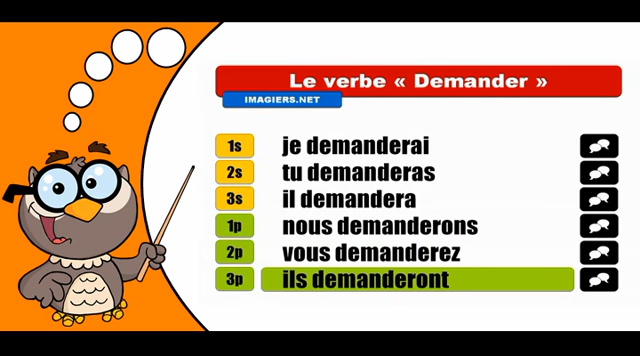 Le verbe « Demander »
IMAGIERS.NET
1s je demanderai
2s tu demanderas
3s il demandera
1p nous demanderons
2p vous demanderez
3p ils demanderont